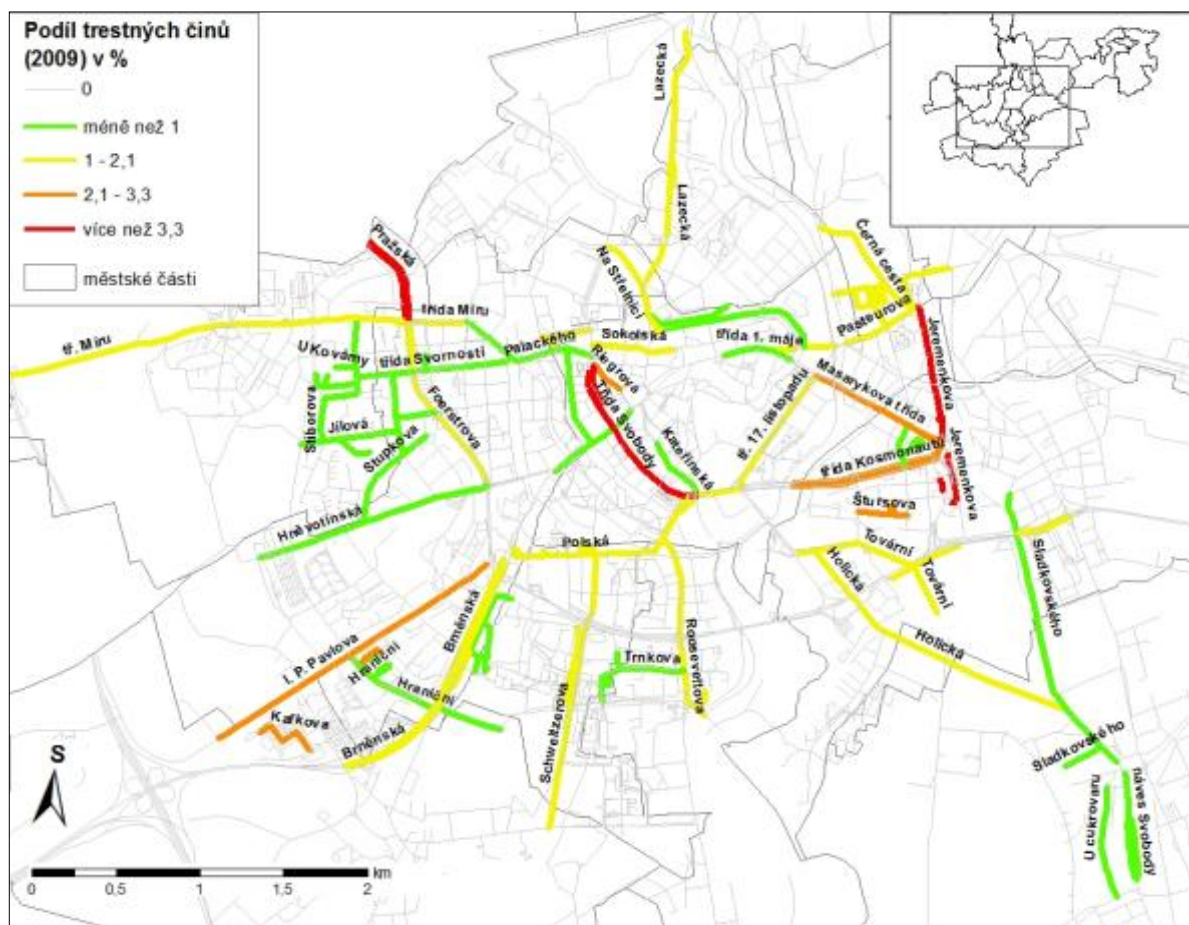 Podíl trestných činů
(2009) v %
0
méně než 1
1 - 2,1
2,1 - 3,3
více než 3,3
městské části
Lazecká
Lazecká
Černá cesta
Pražská
Na Střelnici
Pasteurova
třída Míru
tř. Míru
Sokolská
třída 1. máje
Jeremenkova
U Kovárny
třída Svornosti
Palackého
Riegrova
Masarykova třída
Stiborova
Foerstrova
Třída Svobody
tř. 17. listopadu
Jílová
Stupkova
Kateřinská
třída Kosmonautů
Jeremenkova
Štursova
Hněvotínská
Polská
Tovární
Tovární
Holická
Sladkovského
Brněnská
I. P. Pavlova
Hraniční
Hraniční
Trnkova
Rooseveltova
Holická
Kafkova
Brněnská
Schweitzerova
Sladkovského
náves Svobody
U cukrovaru
S
0
0,5
1
2
km